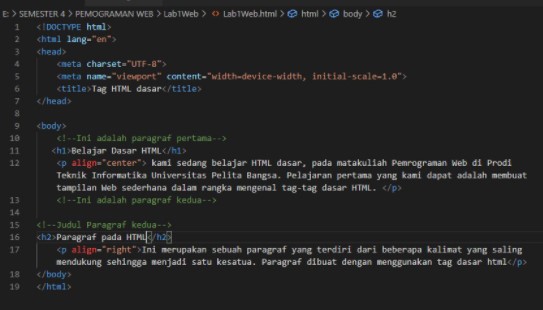 E: > SEMESTER 4 > PEMOGRAMAN WEB > Lab1Web > <> Lab1Web.html > html > body > h2
1 <!DOCTYPE html>
2 <html lang="en">
3 <head>
4 <meta charset="UTF-8">
5 <meta name="viewport" content="width=device-width, initial-scale=1.0">
6 <title>Tag HTML dasar</title>
7 </head>
8
9 <body>
10 <!--Ini adalah paragraf pertama-->
11 <h1>Belajar Dasar HTML</h1>
12 <p align="center"> kami sedang belajar HTML dasar, pada matakuliah Pemrograman Web di Prodi
Teknik Informatika Universitas Pelita Bangsa. Pelajaran pertama yang kami dapat adalah membuat
tampilan Web sederhana dalam rangka mengenal tag-tag dasar HTML. </p>
13 <!--Ini adalah paragraf kedua-->
14
15 <!--Judul Paragraf kedua-->
16 <h2>Paragraf pada HTML</h2>
17 <p align="right">Ini merupakan sebuah paragraf yang terdiri dari beberapa kalimat yang saling
mendukung sehingga menjadi satu kesatua. Paragraf dibuat dengan menggunakan tag dasar html</p>
18 </body>
19 </html>